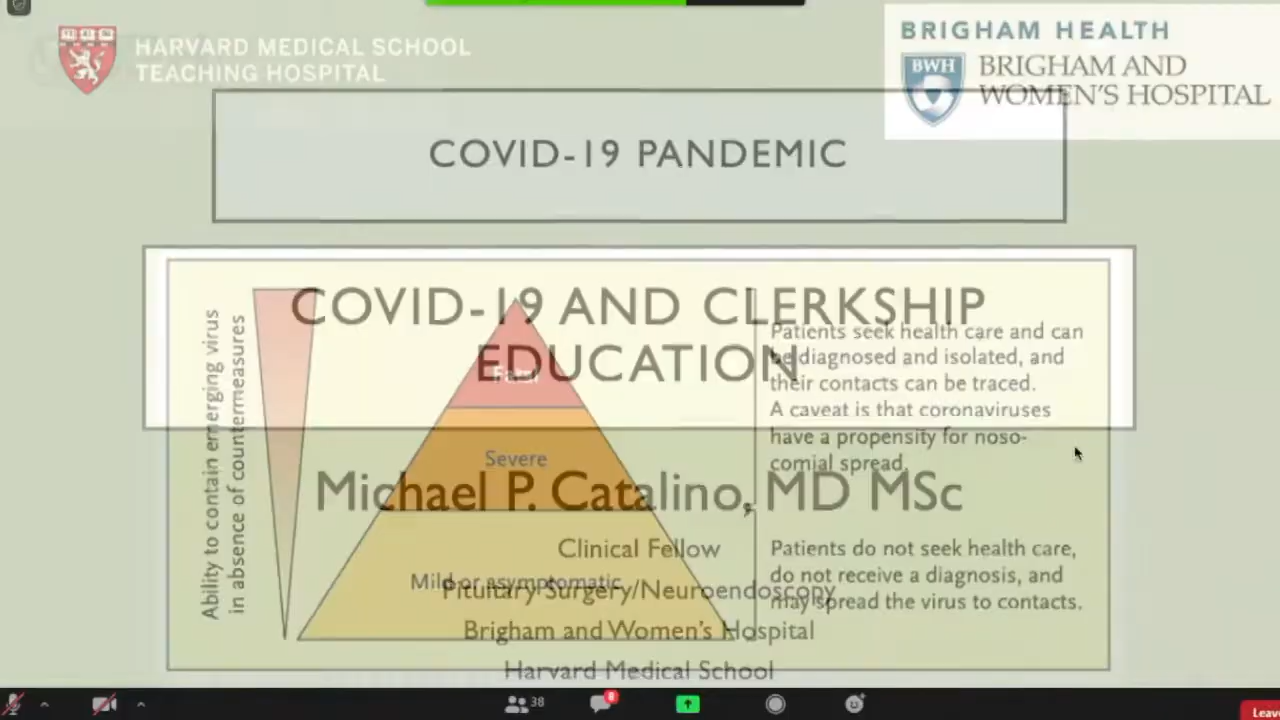 HARVARD MEDICAL SCHOOL
TEACHING HOSPITAL
BRIGHAM HEALTH
BWH
BRIGHAM AND
WOMEN'S HOSPITAL
COVID-19 PANDEMIC
COVID-19 AND CLERKSHIP
EDUCATION
Michael P. Catalino, MD MSc
Clinical Fellow
Pituitary Surgery/Neuroendoscopy
Brigham and Women's Hospital
Harvard Medical School
Ability to contain emerging virus
in absence of countermeasures
Fatal
Severe
Mild or asymptomatic
Patients seek health care and can
be diagnosed and isolated, and
their contacts can be traced.
A caveat is that coronaviruses
have a propensity for noso-
comial spread.
Patients do not seek health care,
do not receive a diagnosis, and
may spread the virus to contacts.
38
8
Leave